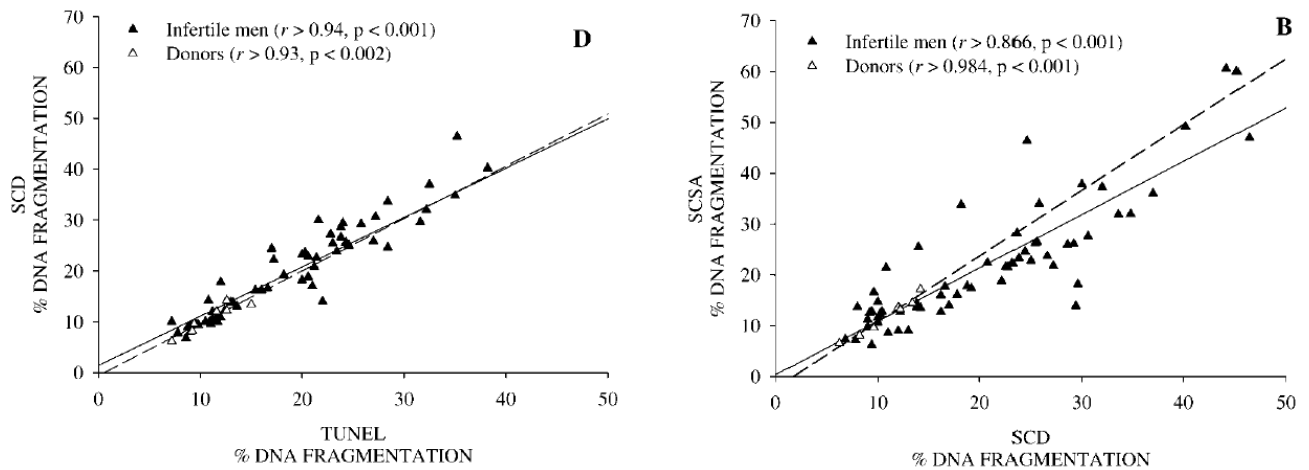 70
60
50
40
30
20
10
0
SCD
% DNA FRAGMENTATION
▲ Infertile men (r > 0.94, p < 0.001)
△ Donors (r > 0.93, p < 0.002)
D
0 10 20 30 40 50
TUNEL
% DNA FRAGMENTATION
70
60
50
40
30
20
10
0
SCSA
% DNA FRAGMENTATION
B
▲ Infertile men (r > 0.866, p < 0.001)
△ Donors (r > 0.984, p < 0.001)
0 10 20 30 40 50
SCD
% DNA FRAGMENTATION